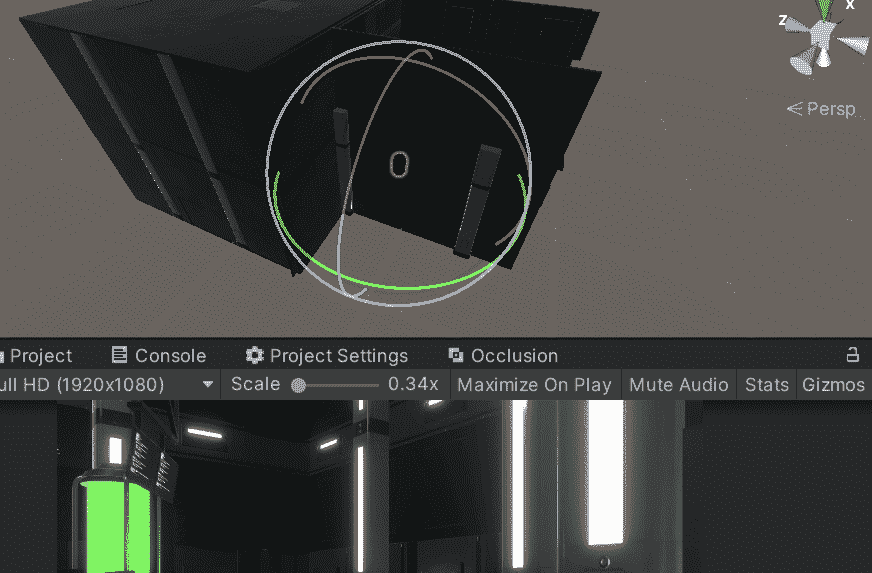 x
z
Persp
Project Console Project Settings Occlusion
ull HD (1920x1080) Scale 0.34x Maximize On Play Mute Audio Stats Gizmos